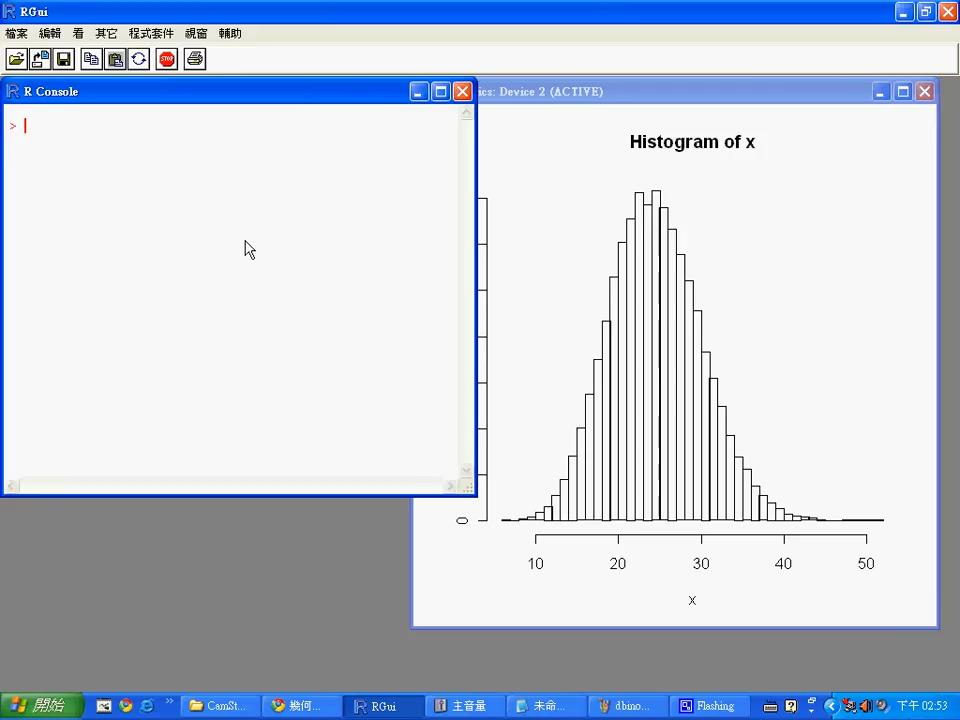 RGui
檔案 編輯 看 其它 程式套件 視窗 輔助
STOP
R Console
ics: Device 2 (ACTIVE)
>
Histogram of x
0
10 20 30 40 50
x
開始
CamSt...
幾何...
RGui
主音量
未命...
dbino...
Flashing
下午 02:53